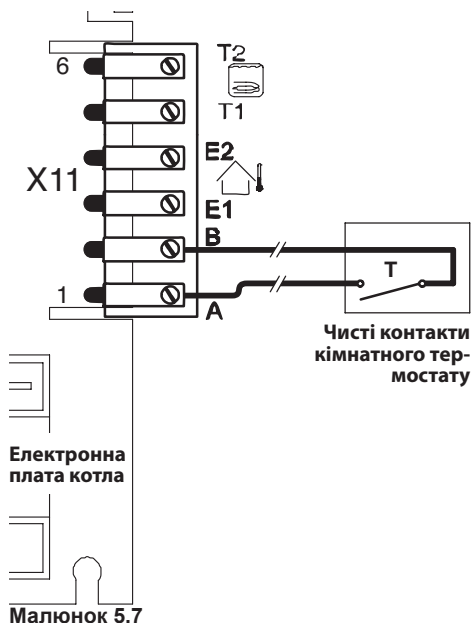 6
T2
T1
E2
X11
E1
B
1
A
T
Чисті контакти
кімнатного тер-
мостату
Електронна
плата котла
Малюнок 5.7